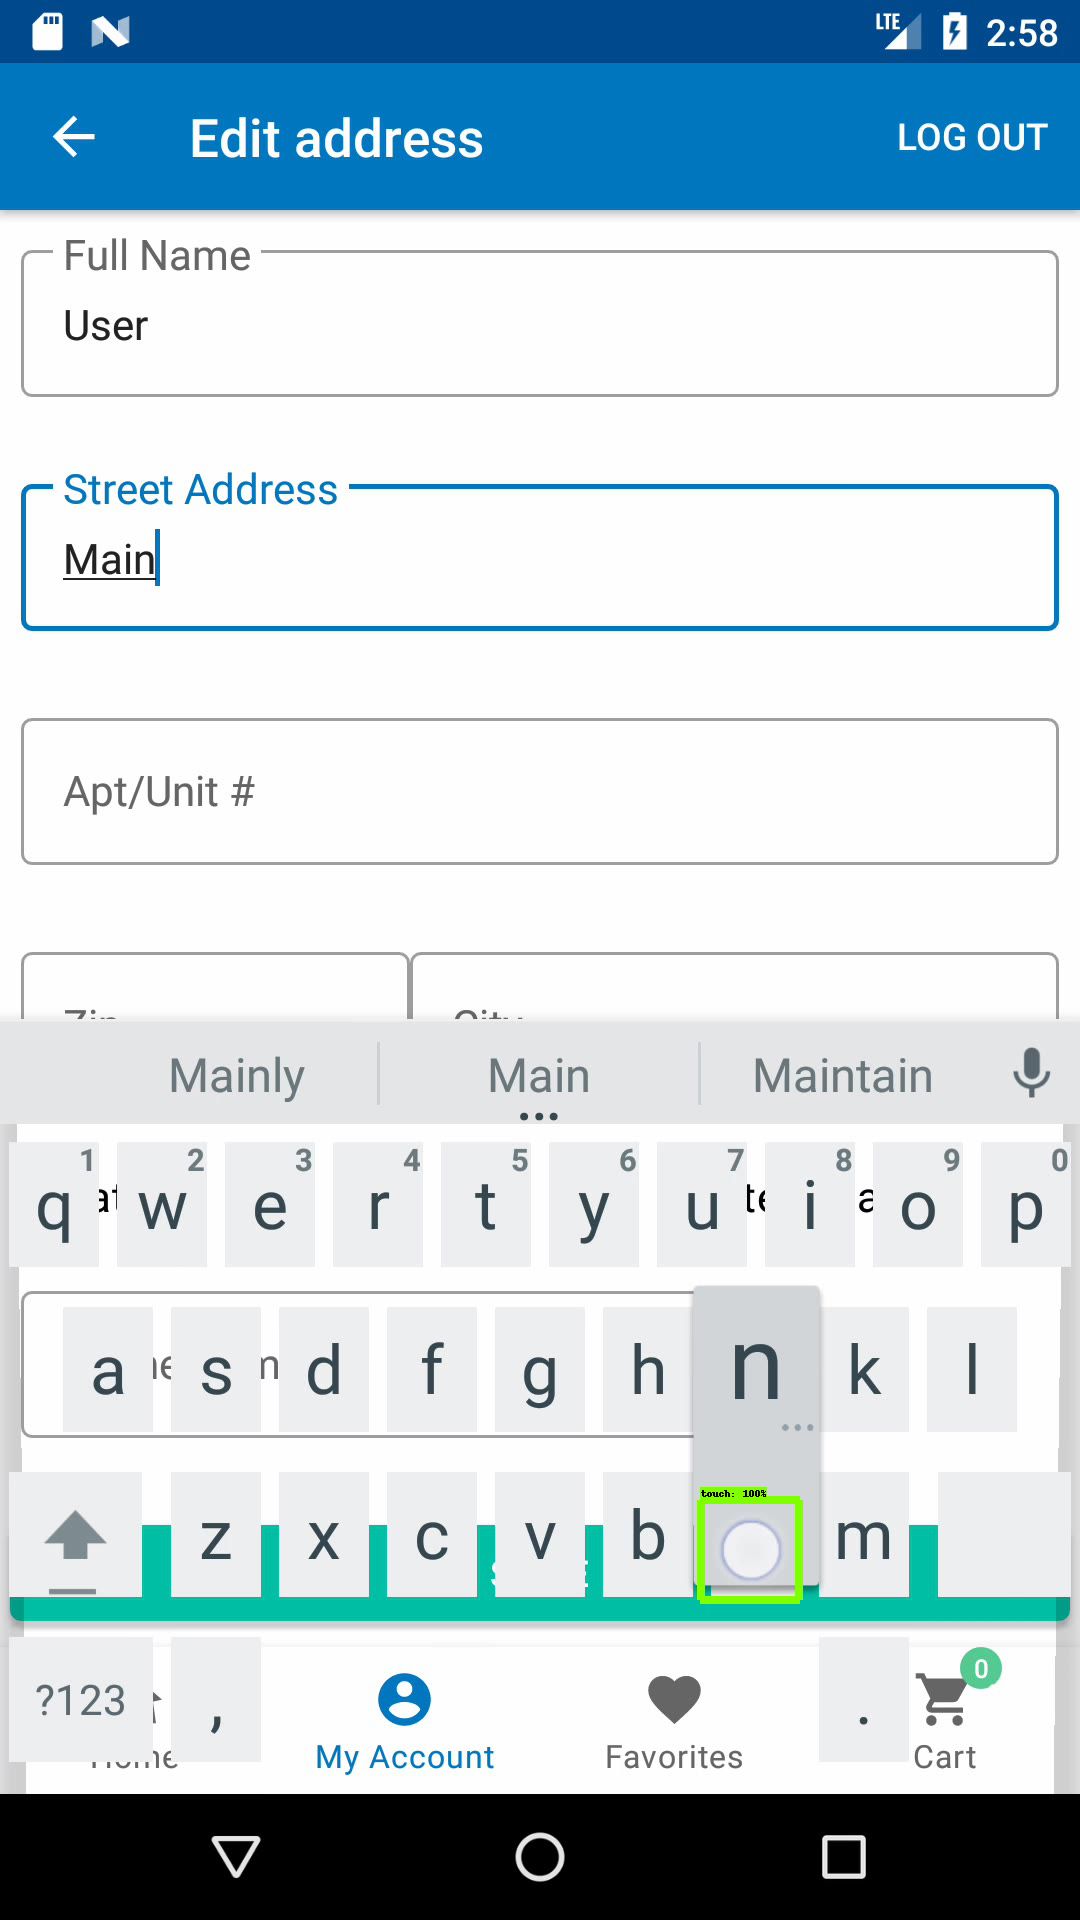 LTE 2:58
Edit address LOG OUT
Full Name
User
Street Address
Main
Apt/Unit #
Zip City
Mainly Main Maintain
1 2 3 4 5 6 7 8 9 0
q w e r t y u i o p
a s d f g h n k l
touch: 100%
z x c v b m
?123 , .
0
Home My Account Favorites Cart